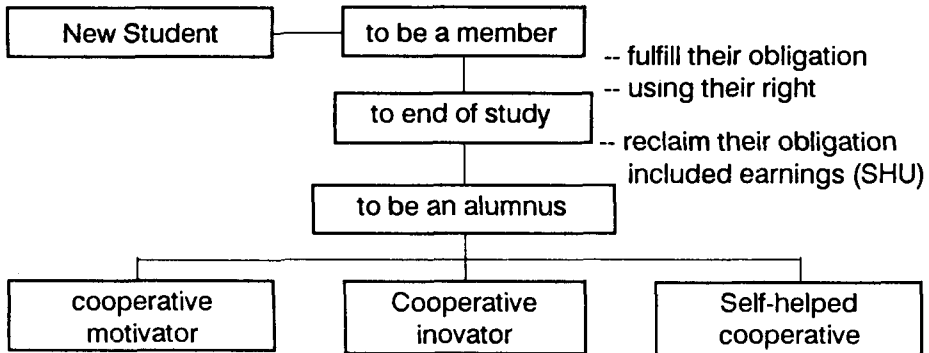 New Student
to be a member
-- fulfill their obligation
-- using their right
to end of study
-- reclaim their obligation
included earnings (SHU)
to be an alumnus
cooperative
motivator
Cooperative
inovator
Self-helped
cooperative